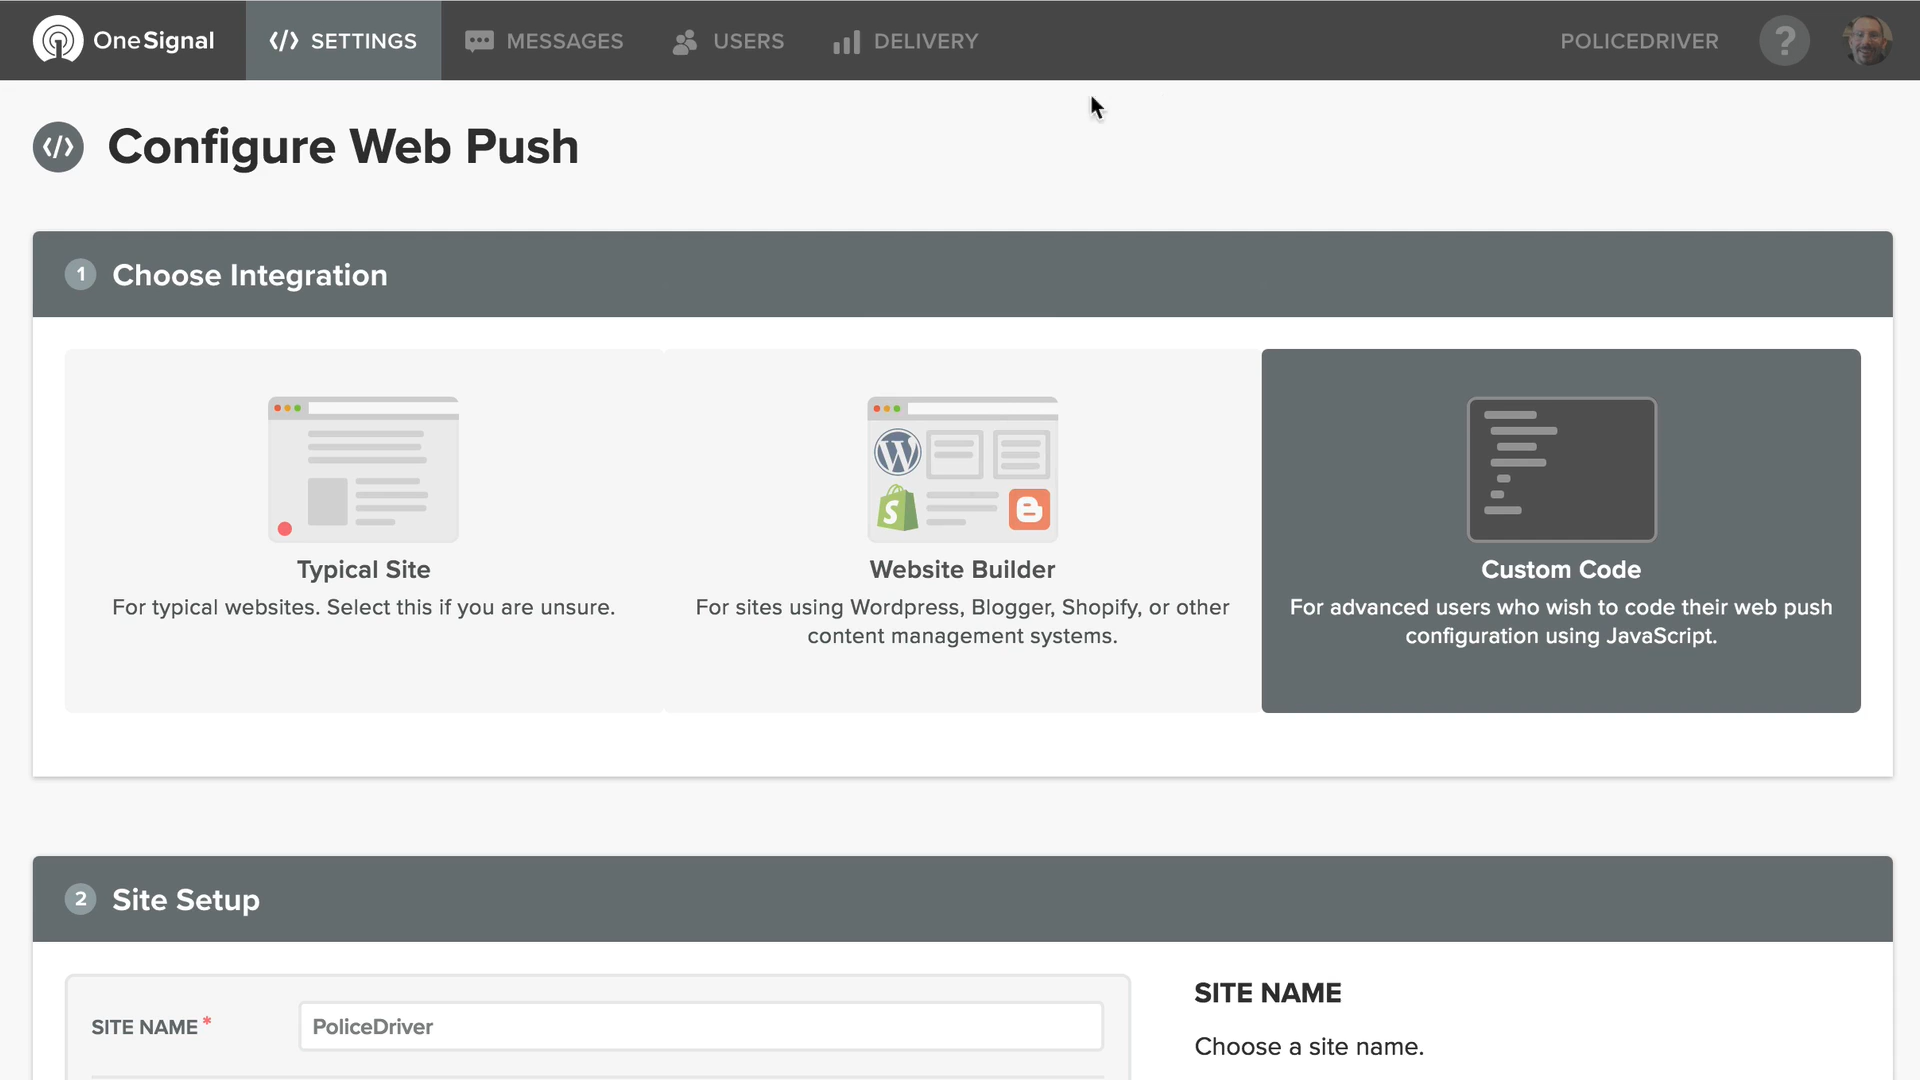 OneSignal
</> SETTINGS
MESSAGES
USERS
DELIVERY
POLICEDRIVER
?
</> Configure Web Push
1 Choose Integration
Typical Site
For typical websites. Select this if you are unsure.
Website Builder
For sites using Wordpress, Blogger, Shopify, or other
content management systems.
Custom Code
For advanced users who wish to code their web push
configuration using JavaScript.
2 Site Setup
SITE NAME *
PoliceDriver
SITE NAME
Choose a site name.